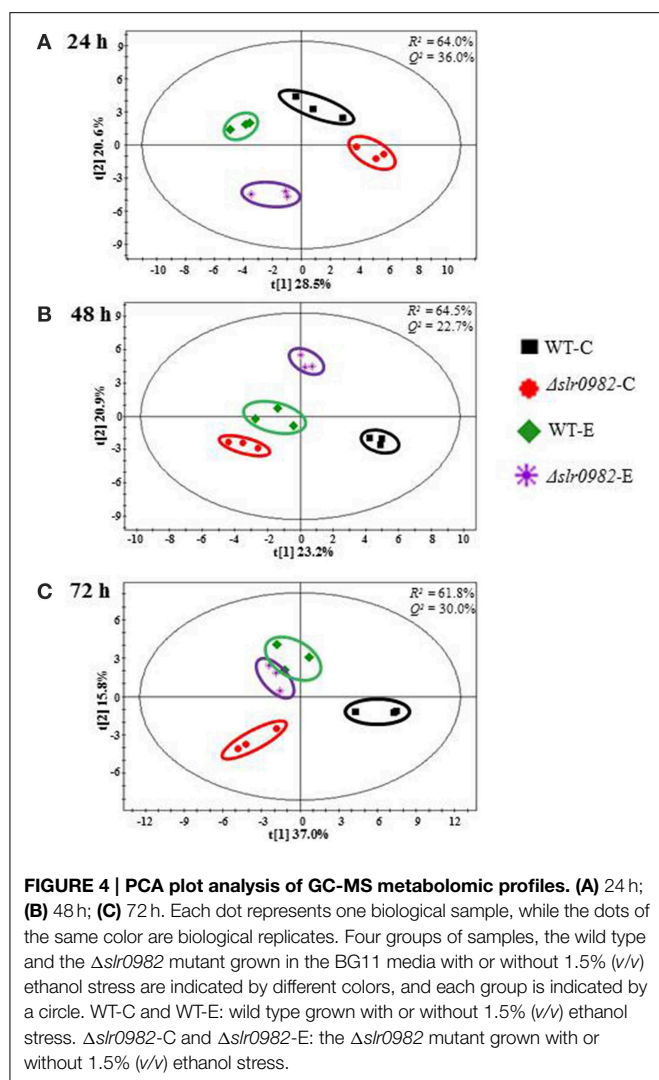 A 24 h
R² = 64.0%
Q² = 36.0%
t[2] 20.6%
9
6
3
0
-3
-6
-9
-10 -8 -6 -4 -2 0 2 4 6 8 10
t[1] 28.5%
B 48 h
R² = 64.5%
Q² = 22.7%
t[2] 20.9%
9
6
3
0
-3
-6
-9
-10 -8 -6 -4 -2 0 2 4 6 8 10
t[1] 23.2%
WT-C
Δslr0982-C
WT-E
Δslr0982-E
C 72 h
R² = 61.8%
Q² = 30.0%
t[2] 15.8%
6
3
0
-3
-6
-12 -9 -6 -3 0 3 6 9 12
t[1] 37.0%
FIGURE 4 | PCA plot analysis of GC-MS metabolomic profiles. (A) 24 h;
(B) 48 h; (C) 72 h. Each dot represents one biological sample, while the dots of
the same color are biological replicates. Four groups of samples, the wild type
and the Δslr0982 mutant grown in the BG11 media with or without 1.5% (v/v)
ethanol stress are indicated by different colors, and each group is indicated by
a circle. WT-C and WT-E: wild type grown with or without 1.5% (v/v) ethanol
stress. Δslr0982-C and Δslr0982-E: the Δslr0982 mutant grown with or
without 1.5% (v/v) ethanol stress.